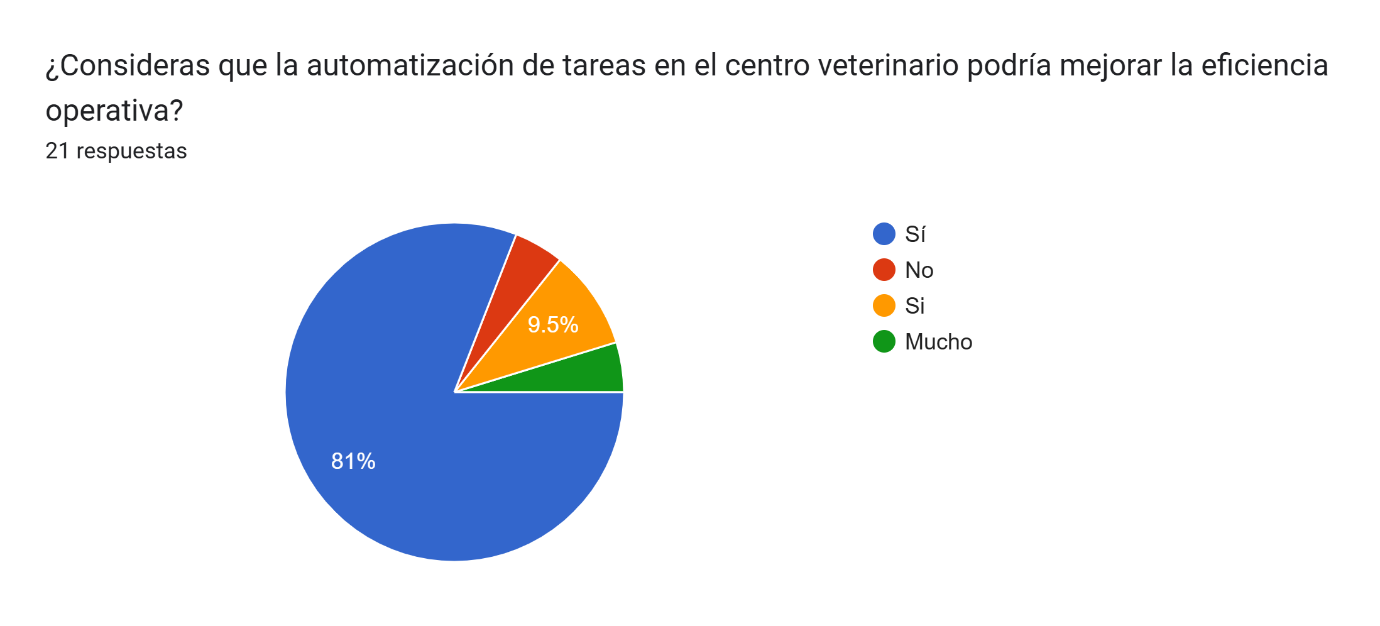 ¿Consideras que la automatización de tareas en el centro veterinario podría mejorar la eficiencia
operativa?
21 respuestas
Sí
No
Si
Mucho
9.5%
81%